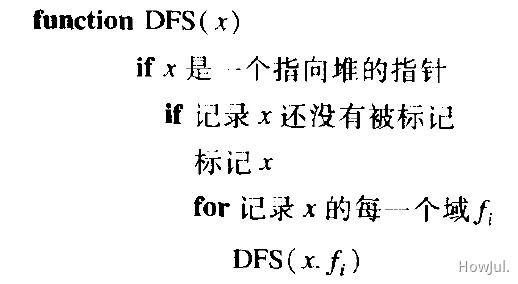 function DFS(x)
if x 是一个指向堆的指针
if 记录 x 还没有被标记
标记 x
for 记录 x 的每一个域 fᵢ
DFS(x. fᵢ)
HowJul.